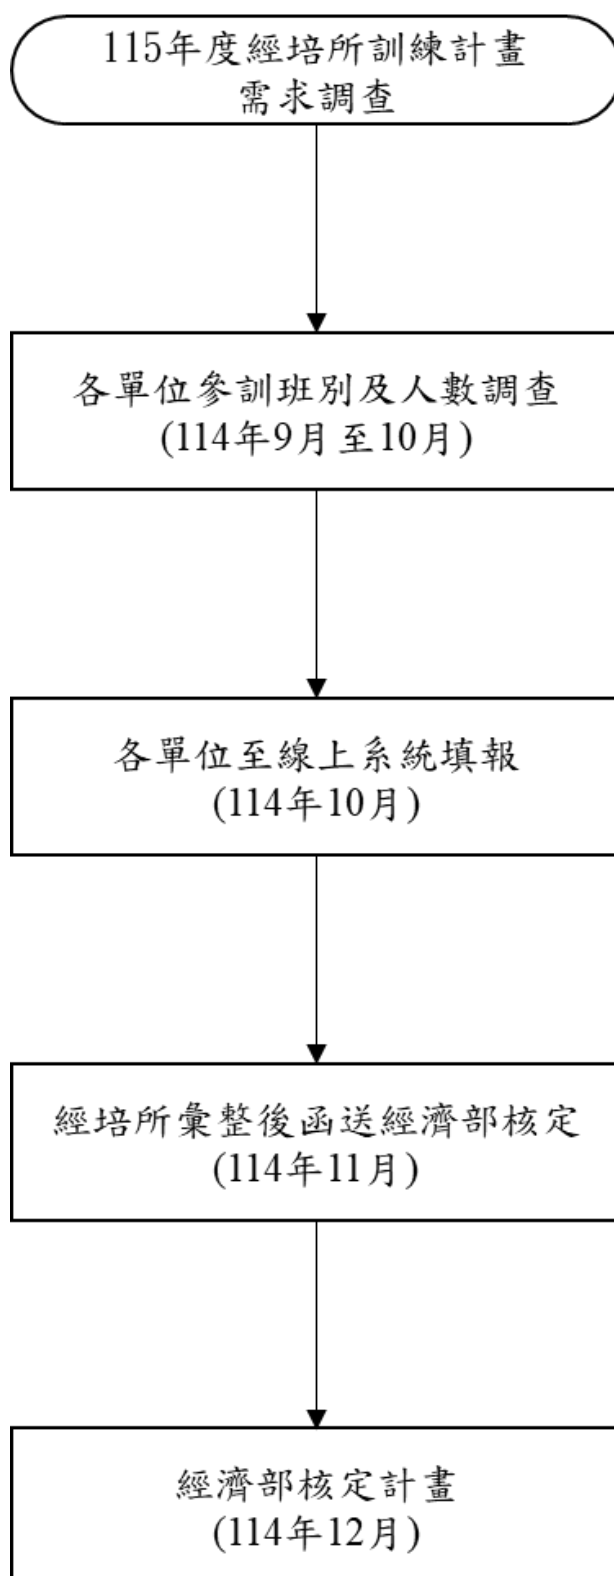 115年度經培所訓練計畫
需求調查
各單位參訓班別及人數調查
(114年9月至10月)
各單位至線上系統填報
(114年10月)
經培所彙整後函送經濟部核定
(114年11月)
經濟部核定計畫
(114年12月)